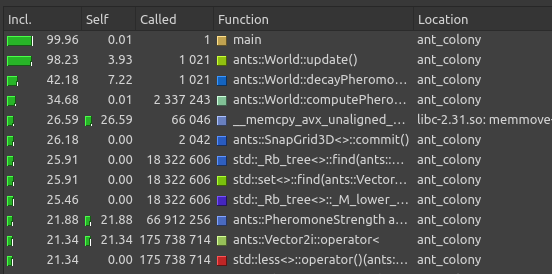 Incl. Self Called Function Location
99.96 0.01 1 main ant_colony
98.23 3.93 1 021 ants::World::update() ant_colony
42.18 7.22 1 021 ants::World::decayPheromo... ant_colony
34.68 0.01 2 337 243 ants::World::computePhero... ant_colony
26.59 26.59 66 046 __memcpy_avx_unaligned_... libc-2.31.so: memmove-
26.18 0.00 2 042 ants::SnapGrid3D<>::commit() ant_colony
25.91 0.00 18 322 606 std::_Rb_tree<>::find(ants:... ant_colony
25.91 0.00 18 322 606 std::set<>::find(ants::Vector... ant_colony
25.46 0.00 18 322 606 std::_Rb_tree<>::_M_lower_... ant_colony
21.88 21.88 66 912 256 ants::PheromoneStrength a... ant_colony
21.34 21.34 175 738 714 ants::Vector2i::operator< ant_colony
21.34 0.00 175 738 714 std::less<>::operator()(ants:... ant_colony